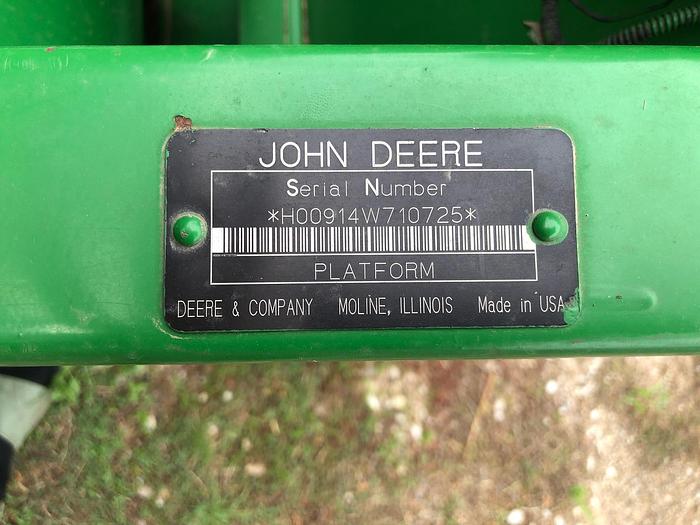 JOHN DEERE
Serial Number
*H00914W710725*
PLATFORM
DEERE & COMPANY MOLINE, ILLINOIS Made in USA